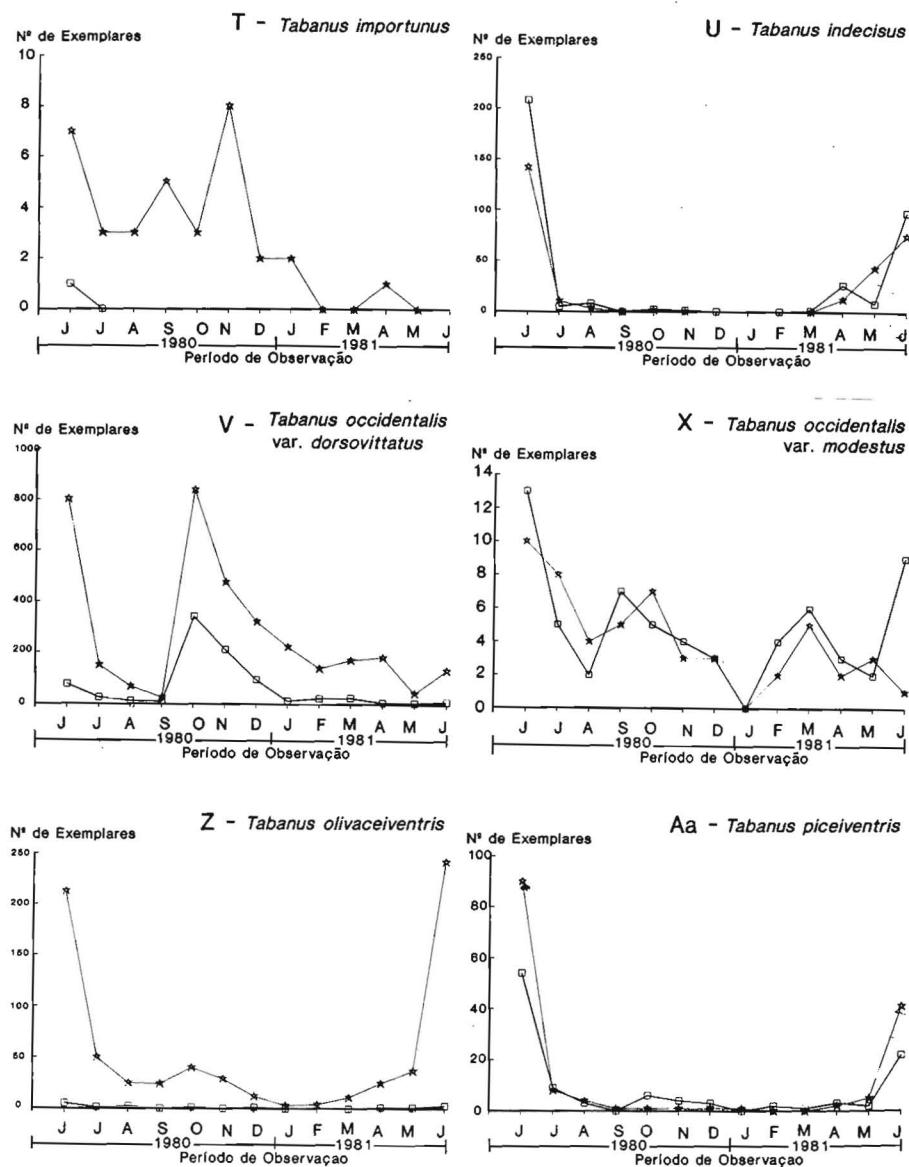 T - Tabanus importunus
Nº de Exemplares
10
8
6
4
2
0
J J A S O N D J F M A M J
1980 1981
Período de Observação
U - Tabanus indecisus
Nº de Exemplares
250
200
150
100
50
0
J J A S O N D J F M A M J
1980 1981
Período de Observação
V - Tabanus occidentalis
var. dorsovittatus
Nº de Exemplares
1000
800
600
400
200
0
J J A S O N D J F M A M J
1980 1981
Período de Observação
X - Tabanus occidentalis
var. modestus
Nº de Exemplares
14
12
10
8
6
4
2
0
J J A S O N D J F M A M J
1980 1981
Período de Observação
Z - Tabanus olivaceiventris
Nº de Exemplares
250
200
150
100
50
0
J J A S O N D J F M A M J
1980 1981
Período de Observação
Aa - Tabanus piceiventris
Nº de Exemplares
100
80
60
40
20
0
J J A S O N D J F M A M J
1980 1981
Período de Observaçao